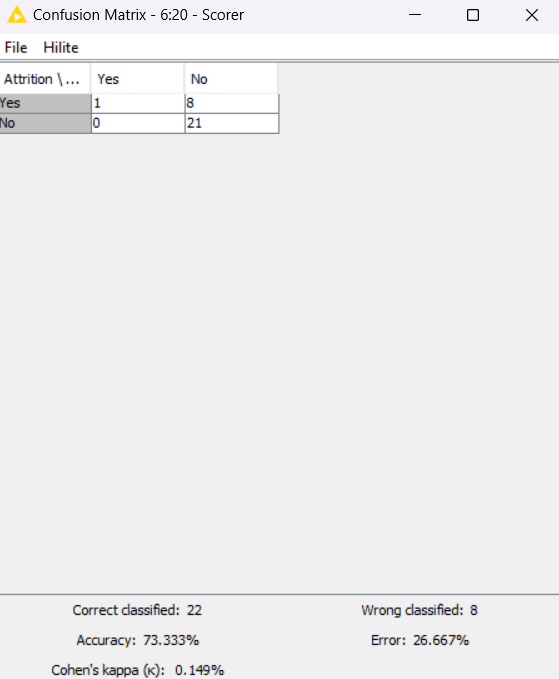 Confusion Matrix - 6:20 - Scorer
File Hilite
Attrition \ ... Yes No
Yes 1 8
No 0 21
Correct classified: 22 Wrong classified: 8
Accuracy: 73.333% Error: 26.667%
Cohen's kappa (κ): 0.149%